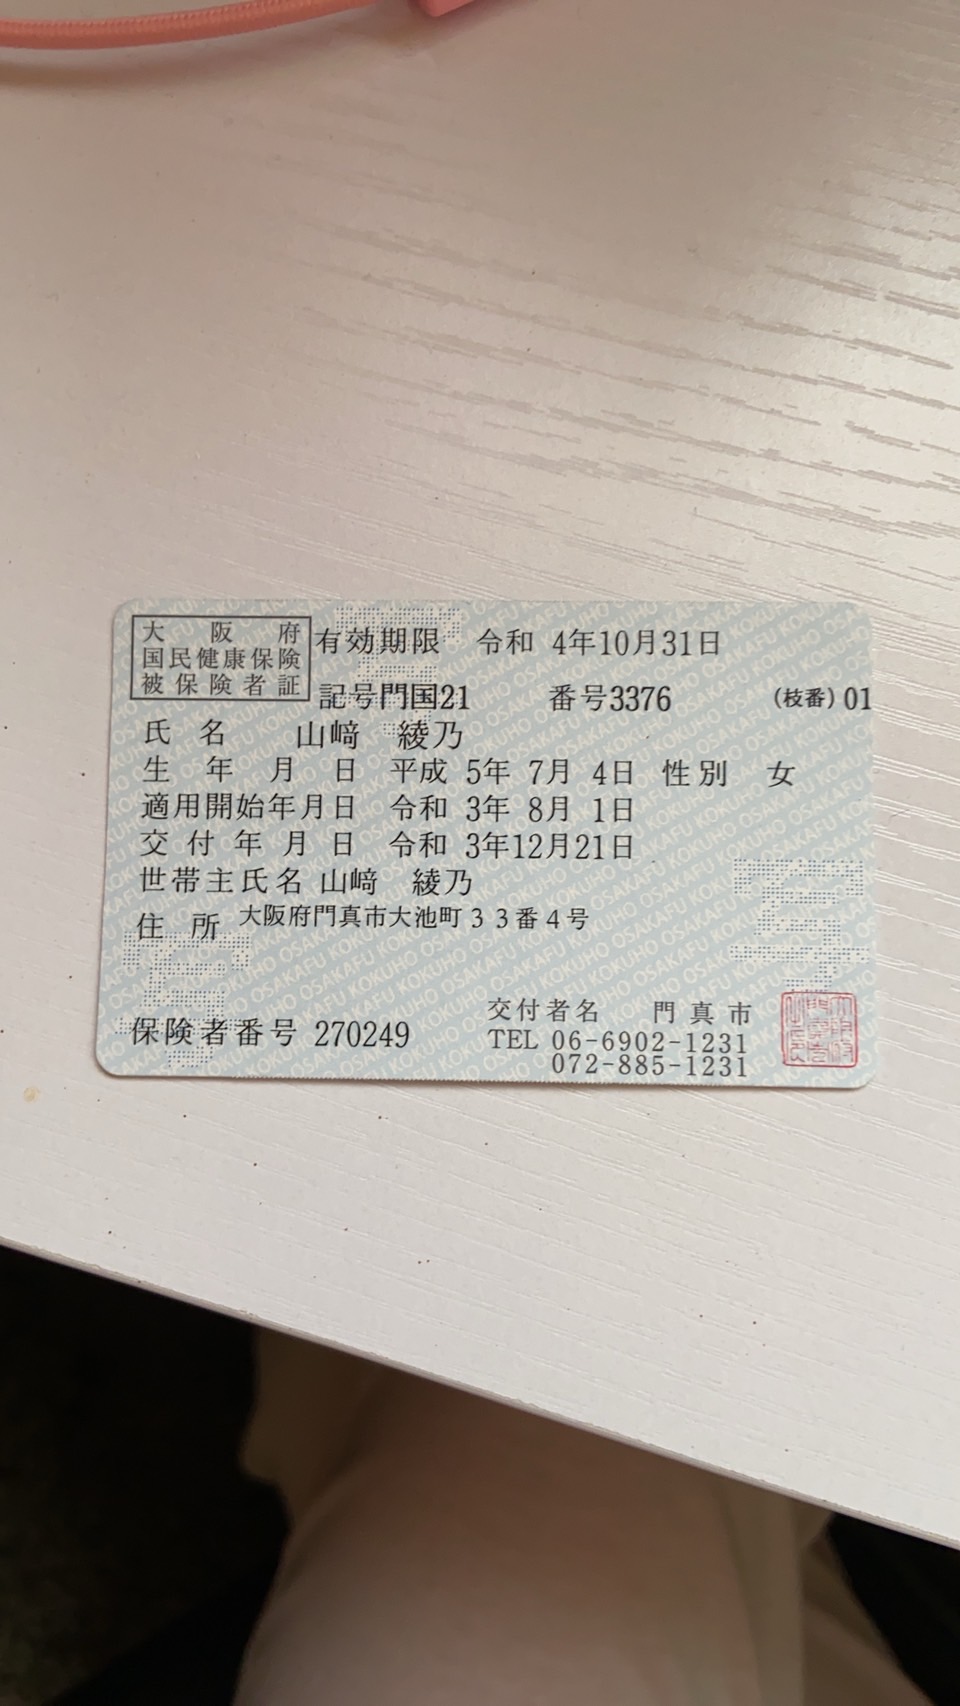 大阪府
国民健康保険
被保険者証
有効期限 令和 4年10月31日
記号門国21 番号3376 (枝番) 01
氏名 山﨑 綾乃
生年月日 平成 5年 7月 4日 性別 女
適用開始年月日 令和 3年 8月 1日
交付年月日 令和 3年12月21日
世帯主氏名 山﨑 綾乃
住所 大阪府門真市大池町33番4号
保険者番号 270249
交付者名 門真市
TEL 06-6902-1231
072-885-1231